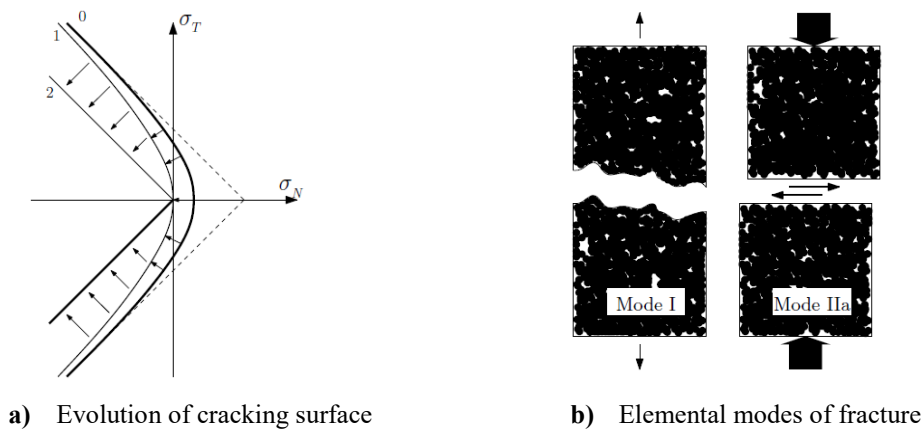 0
σ_T
1
2
σ_N
Mode I
Mode IIa
a) Evolution of cracking surface
b) Elemental modes of fracture